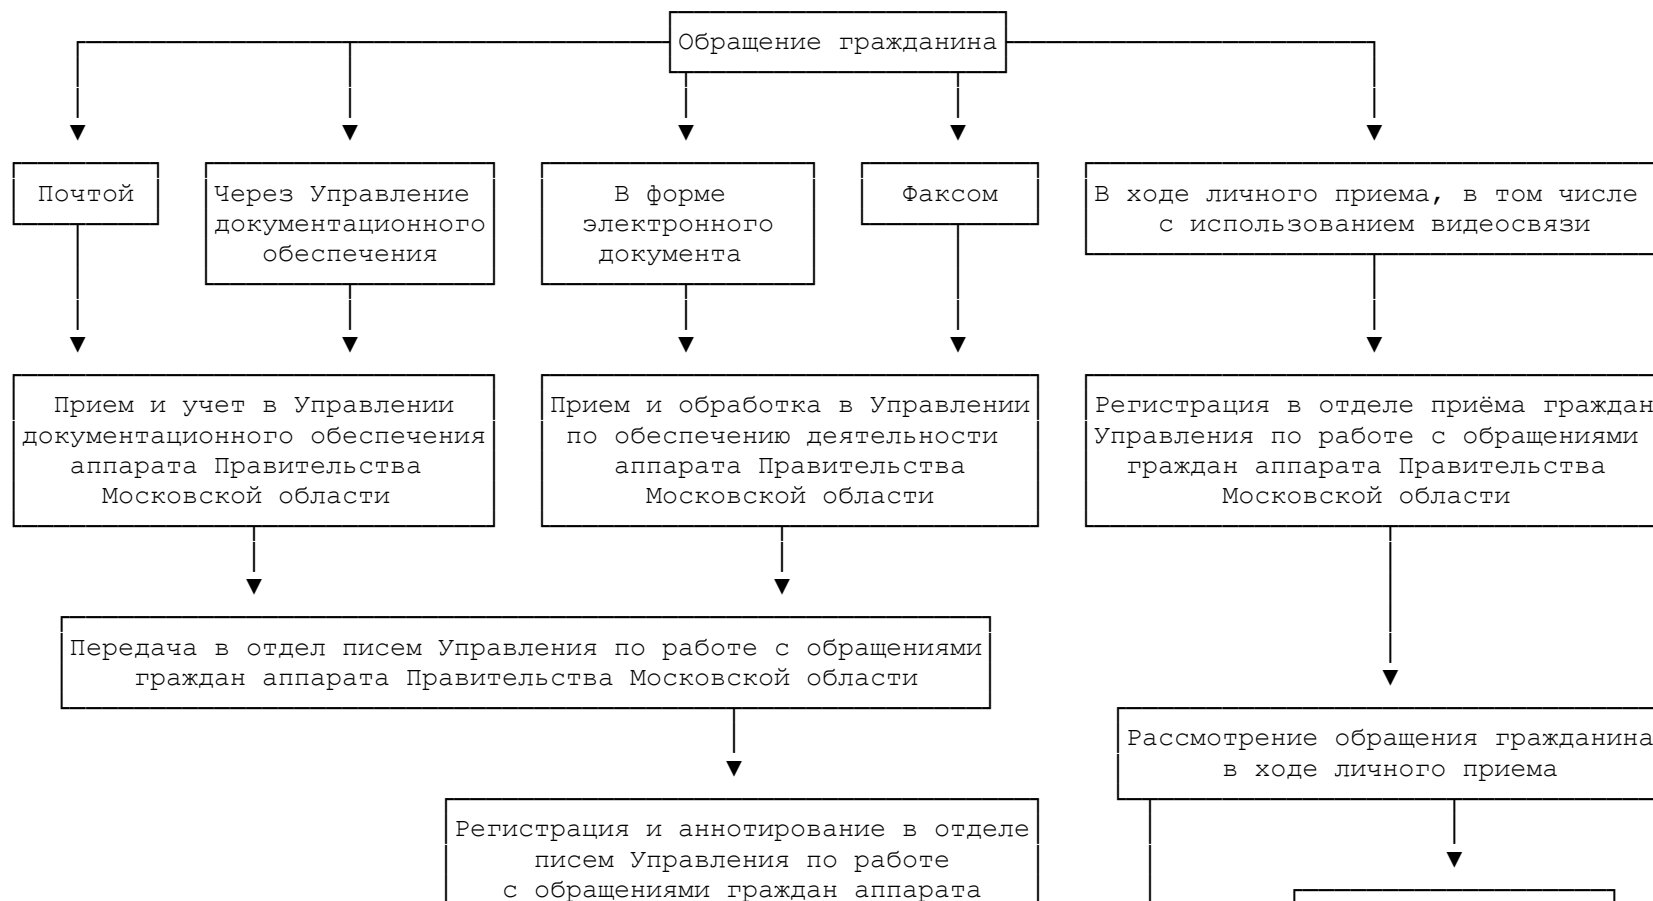 Обращение гражданина
Почтой
Через Управление
документационного
обеспечения
В форме
электронного
документа
Факсом
В ходе личного приема, в том числе
с использованием видеосвязи
Прием и учет в Управлении
документационного обеспечения
аппарата Правительства
Московской области
Прием и обработка в Управлении
по обеспечению деятельности
аппарата Правительства
Московской области
Регистрация в отделе приёма граждан
Управления по работе с обращениями
граждан аппарата Правительства
Московской области
Передача в отдел писем Управления по работе с обращениями
граждан аппарата Правительства Московской области
Рассмотрение обращения гражданина
в ходе личного приема
Регистрация и аннотирование в отделе
писем Управления по работе
с обращениями граждан аппарата